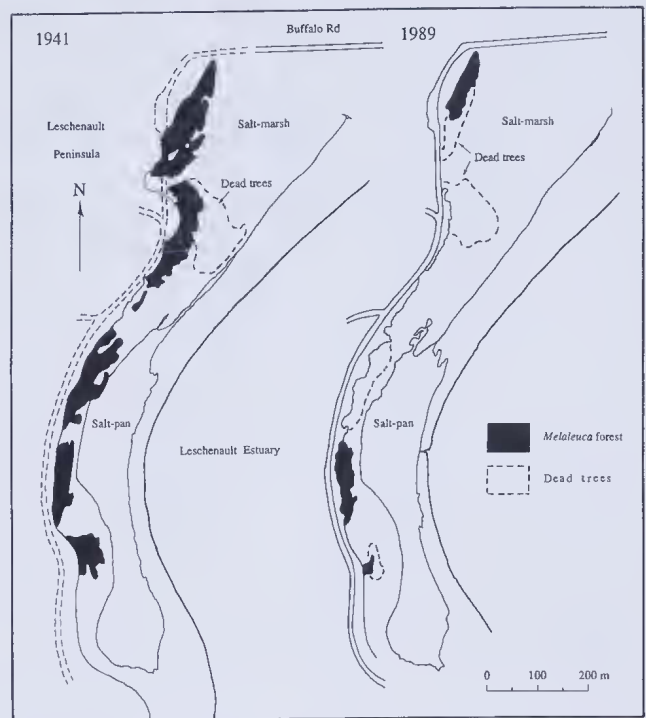 1941
Buffalo Rd
1989
Leschenault
Peninsula
Salt-marsh
Salt-marsh
Dead trees
N
Dead trees
Salt-pan
Leschenault Estuary
Salt-pan
Melaleuca forest
Dead trees
0 100 200 m